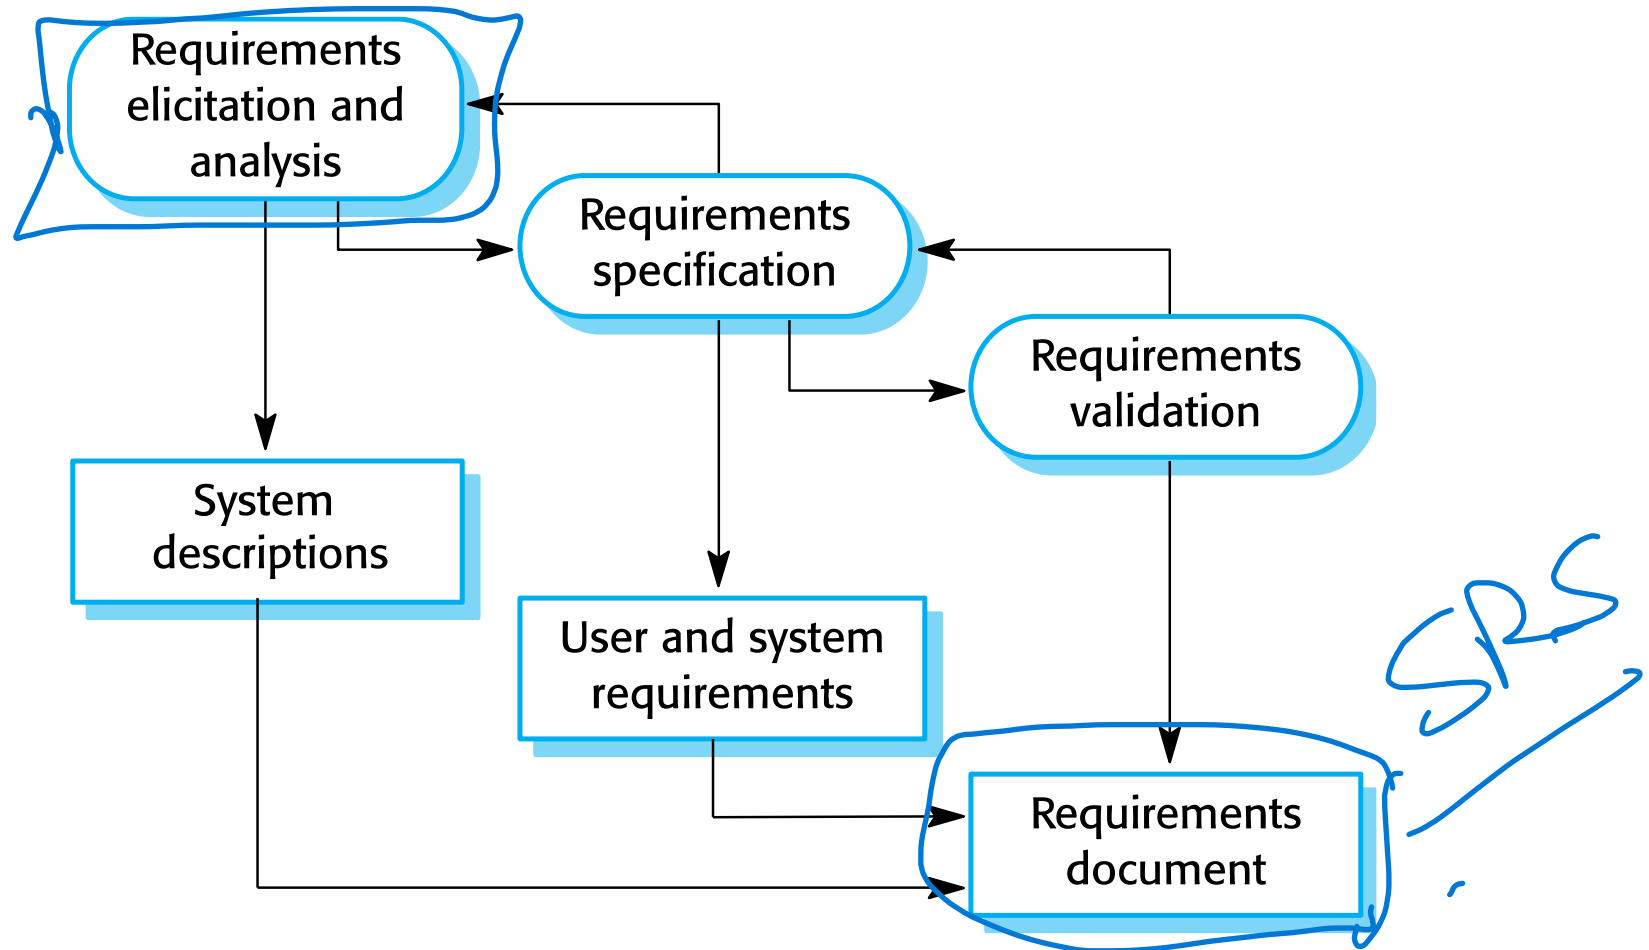 Requirements
elicitation and
analysis
Requirements
specification
Requirements
validation
System
descriptions
User and system
requirements
SRS
Requirements
document